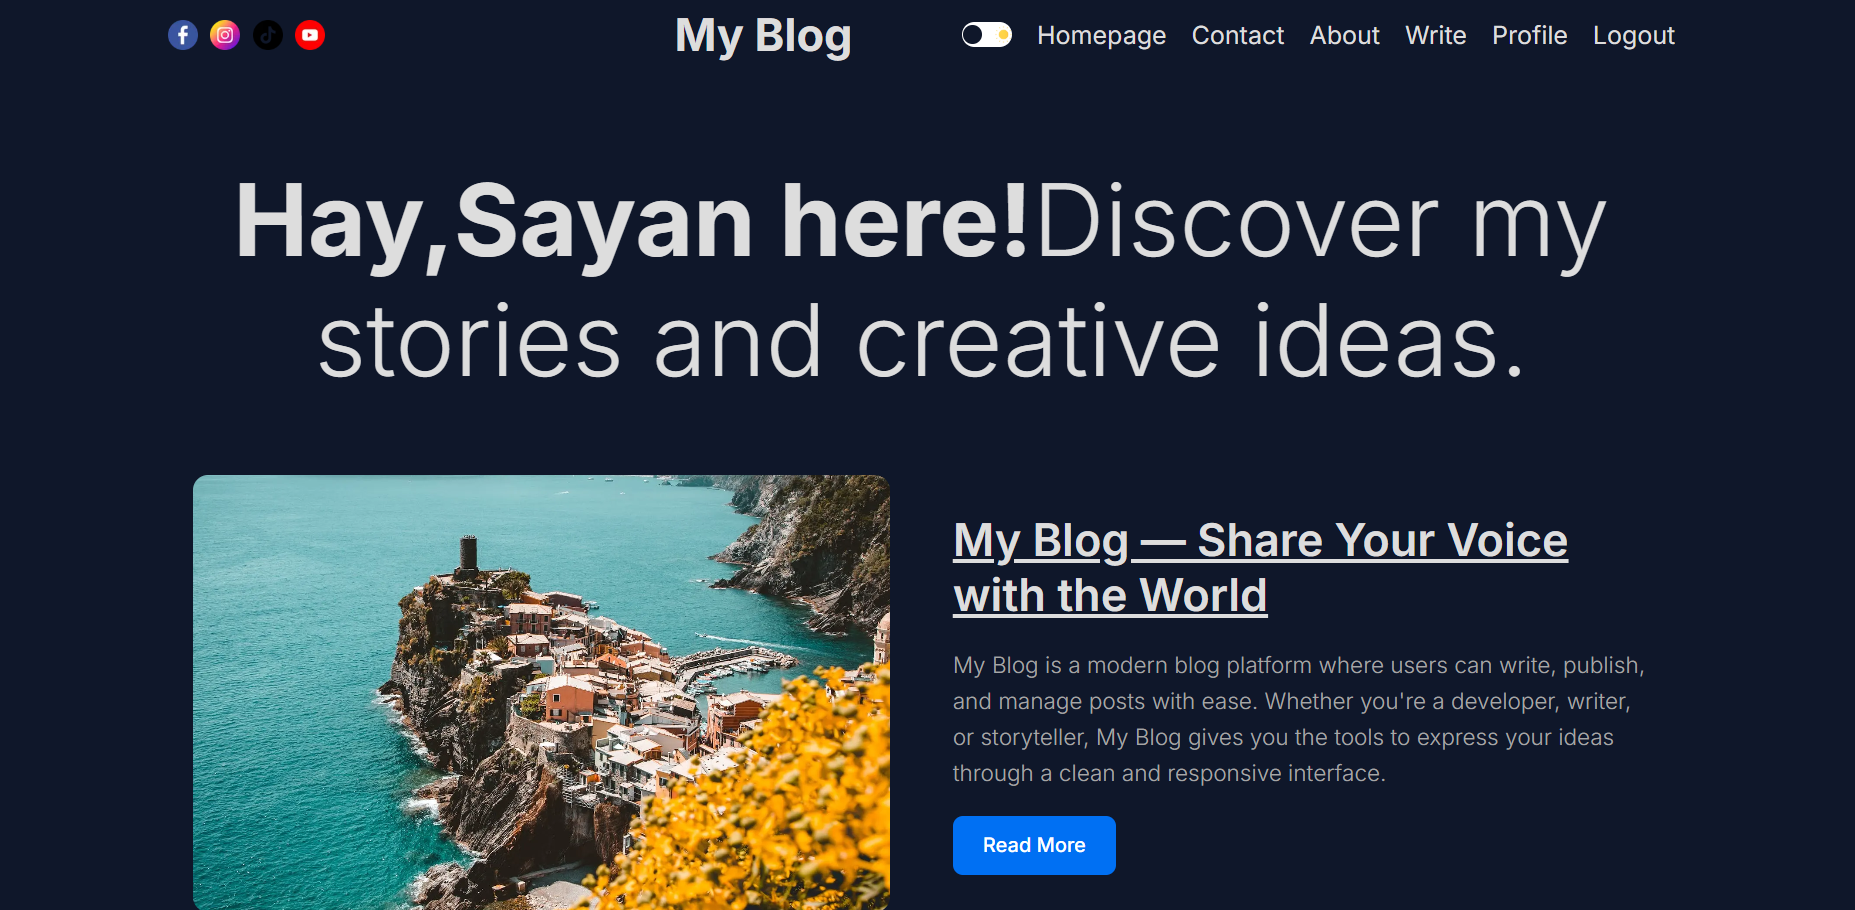 My Blog
Homepage Contact About Write Profile Logout
Hay,Sayan here!Discover my
stories and creative ideas.
My Blog — Share Your Voice
with the World
My Blog is a modern blog platform where users can write, publish,
and manage posts with ease. Whether you're a developer, writer,
or storyteller, My Blog gives you the tools to express your ideas
through a clean and responsive interface.
Read More